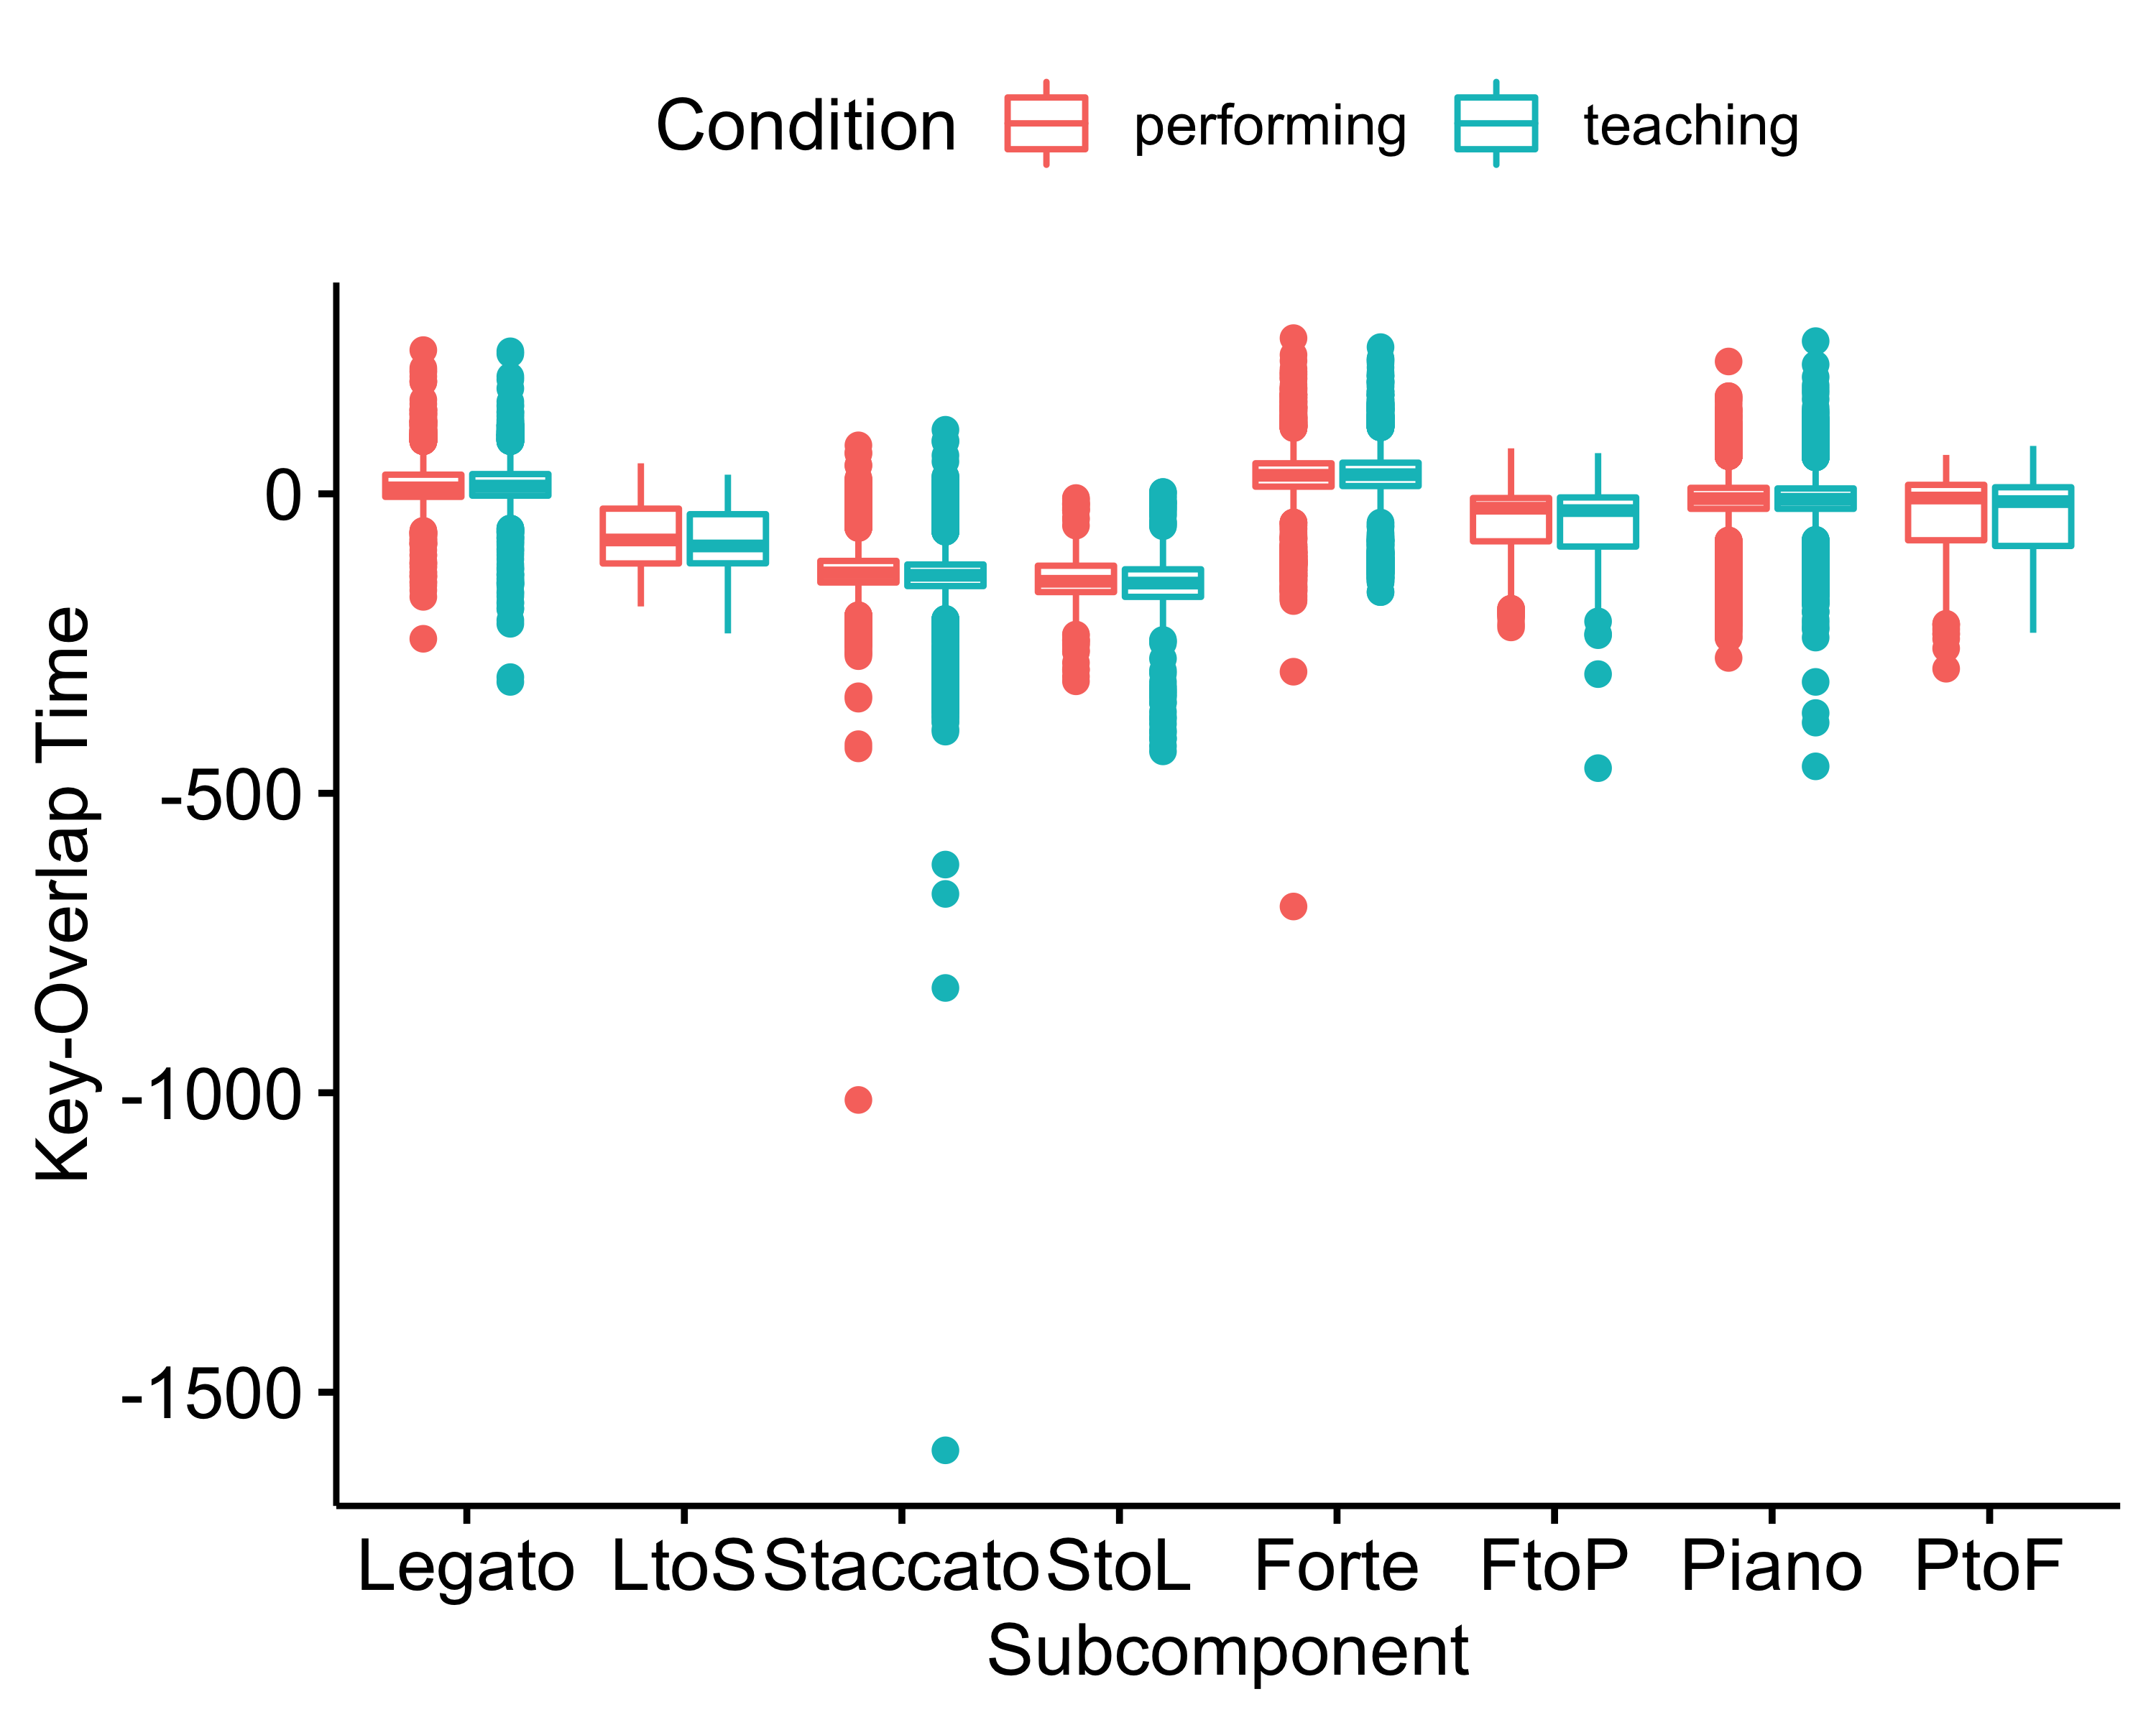 Condition performing teaching
Key-Overlap Time
0
-500
-1000
-1500
Legato LtoS Staccato StoL Forte FtoP Piano PtoF
Subcomponent